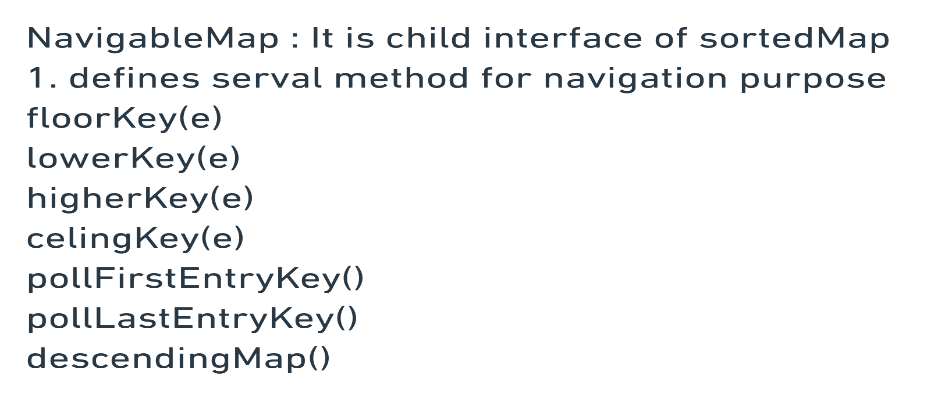 NavigableMap : It is child interface of sortedMap
1. defines serval method for navigation purpose
floorKey(e)
lowerKey(e)
higherKey(e)
celingKey(e)
pollFirstEntryKey()
pollLastEntryKey()
descendingMap()